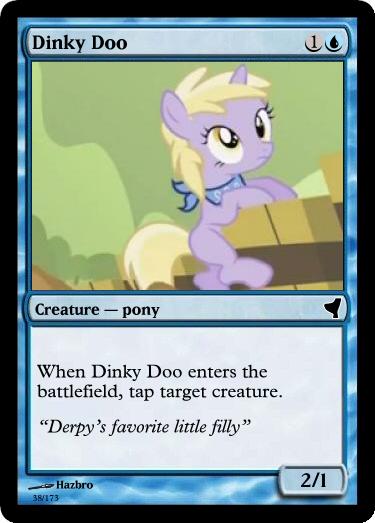 Dinky Doo 1
Creature — pony
When Dinky Doo enters the
battlefield, tap target creature.
“Derpy’s favorite little filly”
2/1
Hazbro
38/173